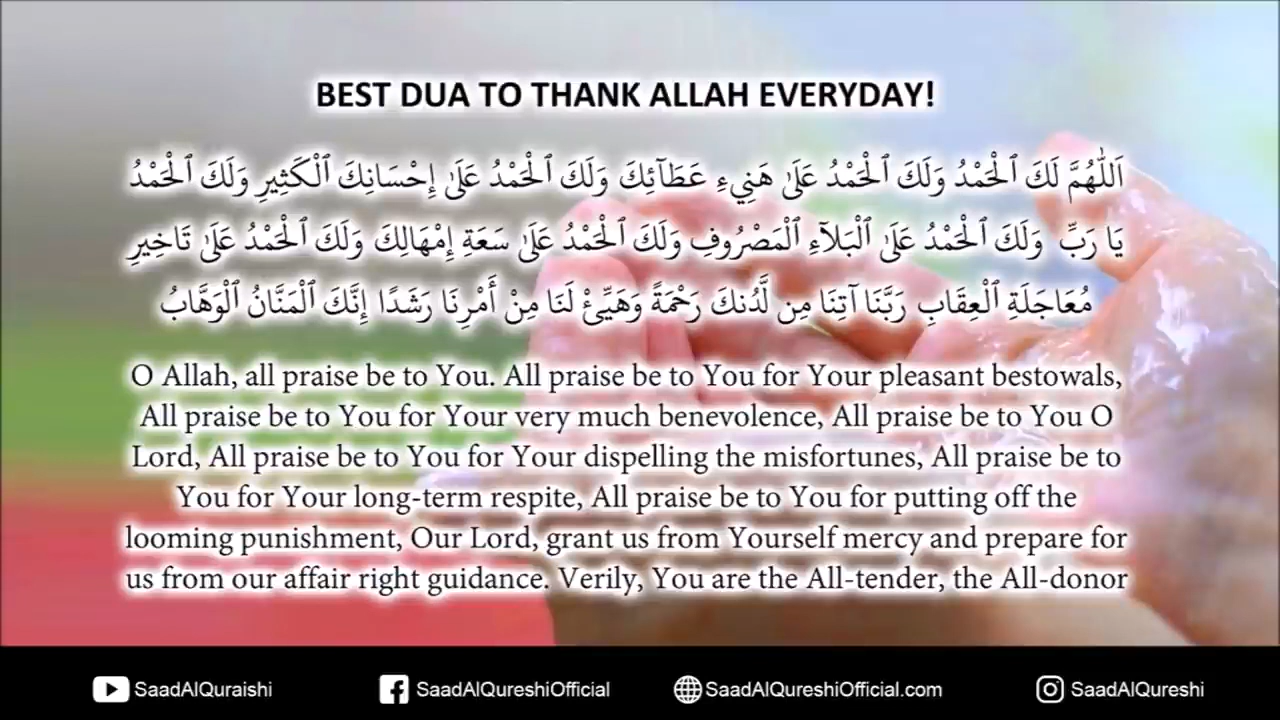 BEST DUA TO THANK ALLAH EVERYDAY!
اَللّٰهُمَّ لَكَ ٱلْحَمْدُ وَلَكَ ٱلْحَمْدُ عَلَىٰ هَنِيءِ عَطَآئِكَ وَلَكَ ٱلْحَمْدُ عَلَىٰ إِحْسَانِكَ ٱلْكَثِيرِ وَلَكَ ٱلْحَمْدُ
يَا رَبِّ وَلَكَ ٱلْحَمْدُ عَلَىٰ ٱلْبَلَآءِ ٱلْمَصْرُوفِ وَلَكَ ٱلْحَمْدُ عَلَىٰ سَعَةِ إِمْهَالِكَ وَلَكَ ٱلْحَمْدُ عَلَىٰ تَاخِيرِ
مُعَاجَلَةِ ٱلْعِقَابِ رَبَّنَا آتِنَا مِن لَّدُنكَ رَحْمَةً وَهَيِّئْ لَنَا مِنْ أَمْرِنَا رَشَدًا إِنَّكَ ٱلْمَنَّانُ ٱلْوَهَّابُ
O Allah, all praise be to You. All praise be to You for Your pleasant bestowals,
All praise be to You for Your very much benevolence, All praise be to You O
Lord, All praise be to You for Your dispelling the misfortunes, All praise be to
You for Your long-term respite, All praise be to You for putting off the
looming punishment, Our Lord, grant us from Yourself mercy and prepare for
us from our affair right guidance. Verily, You are the All-tender, the All-donor
SaadAlQuraishi SaadAlQureshiOfficial SaadAlQureshiOfficial.com SaadAlQureshi